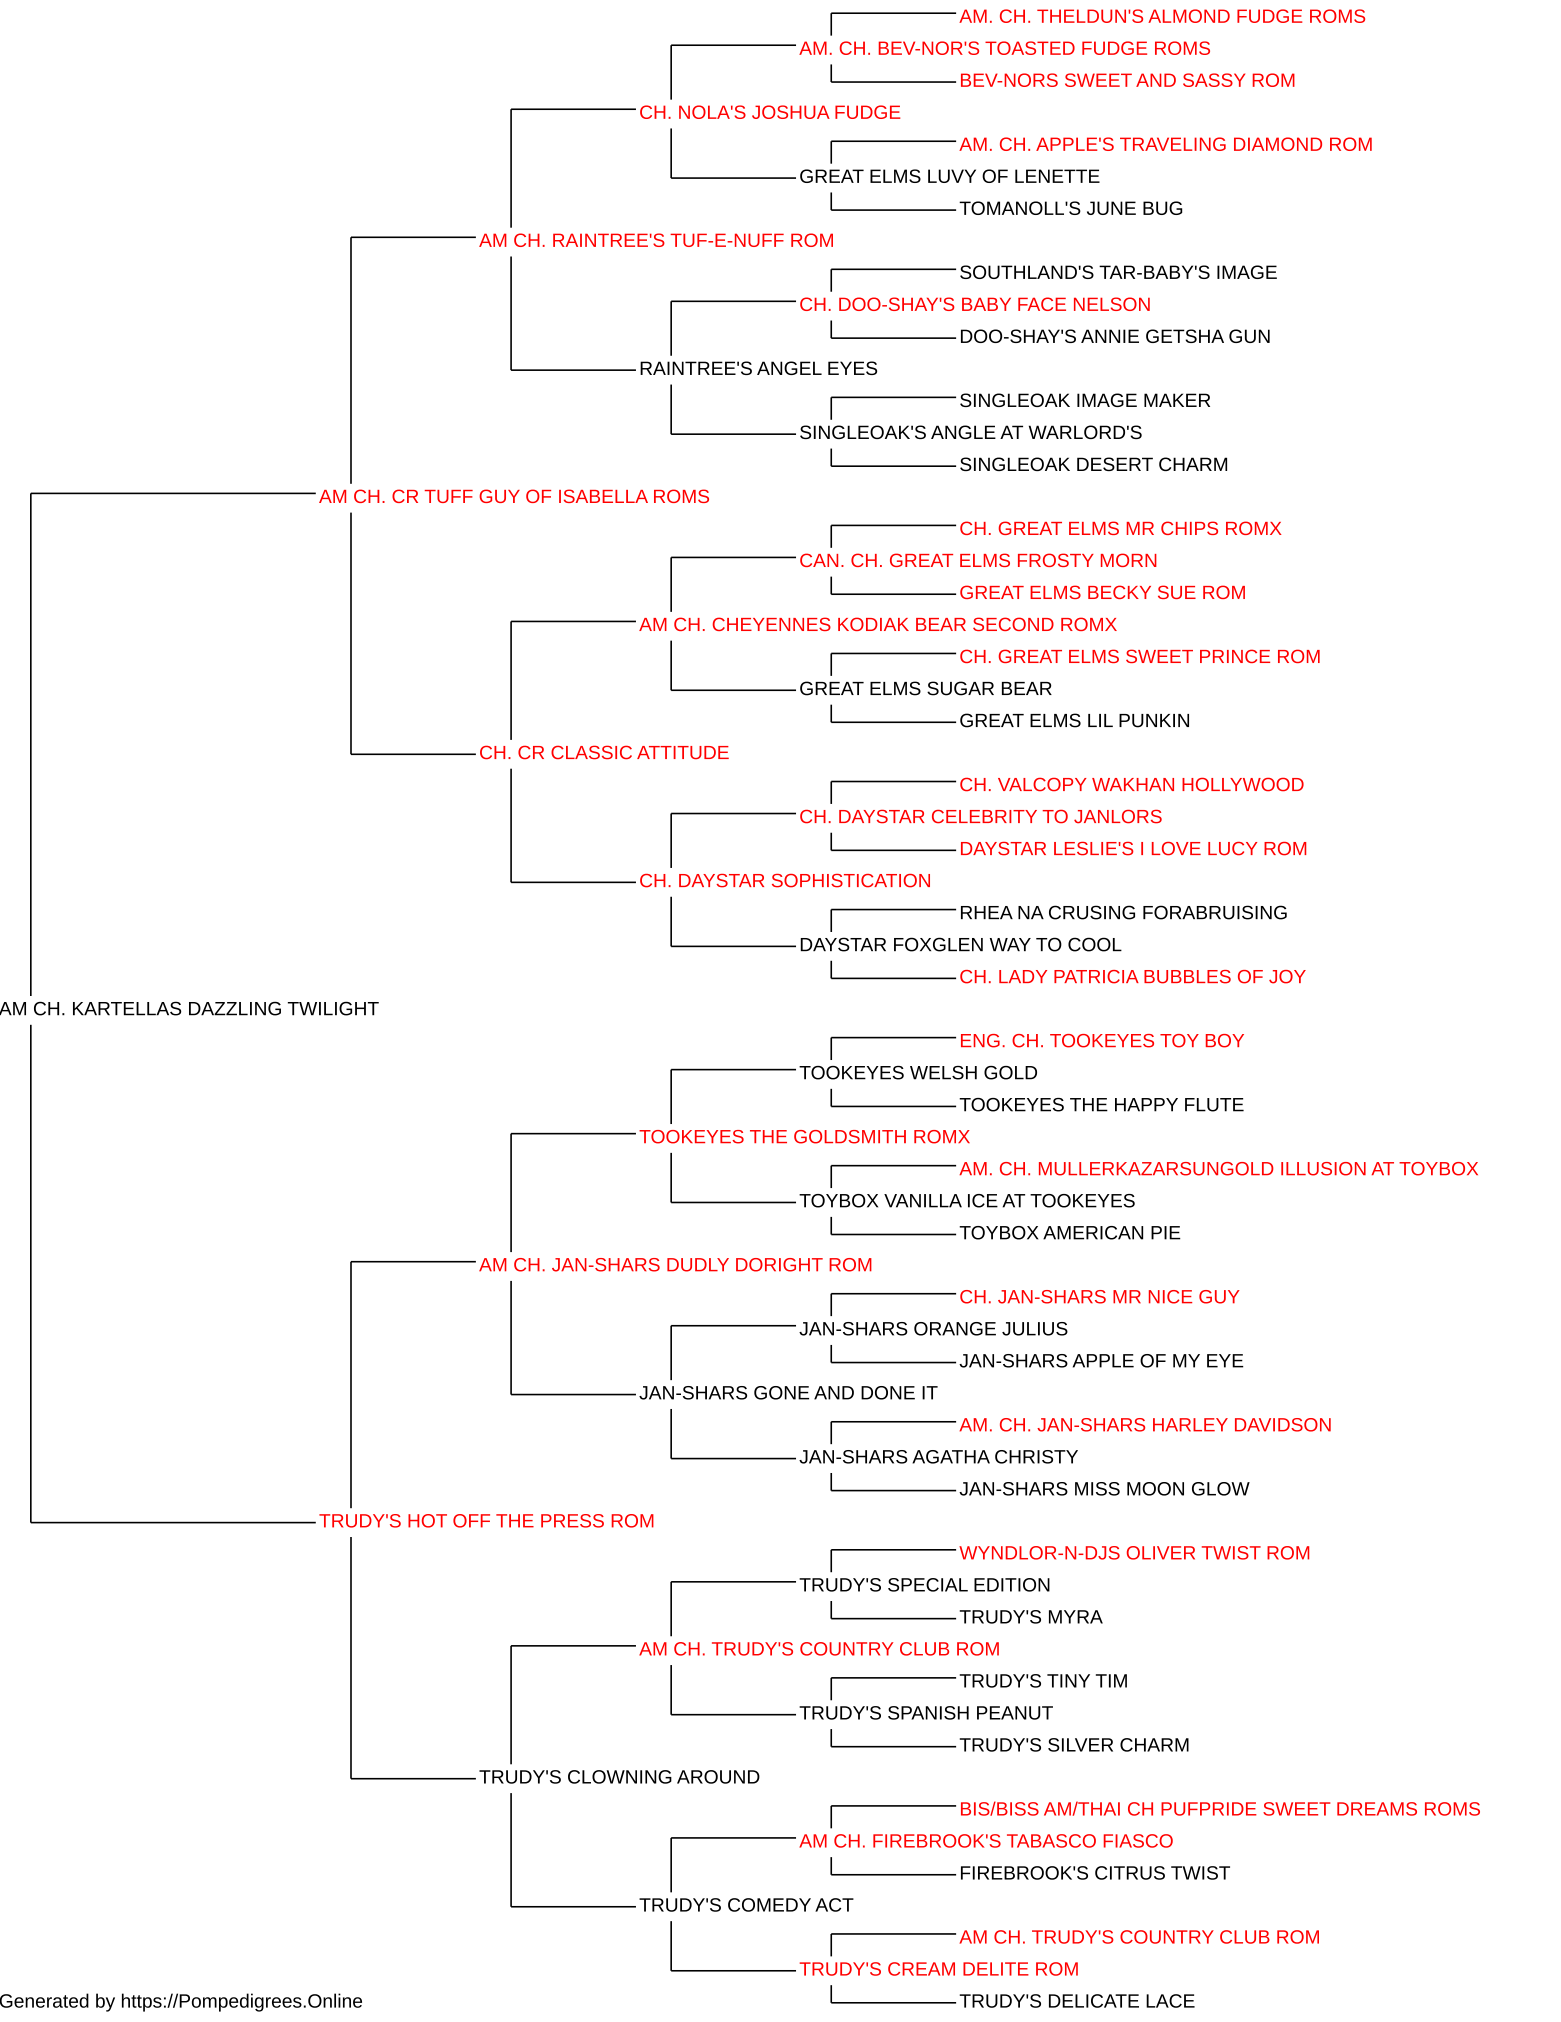 AM. CH. THELDUN'S ALMOND FUDGE ROMS
AM. CH. BEV-NOR'S TOASTED FUDGE ROMS
BEV-NORS SWEET AND SASSY ROM
CH. NOLA'S JOSHUA FUDGE
AM. CH. APPLE'S TRAVELING DIAMOND ROM
GREAT ELMS LUVY OF LENETTE
TOMANOLL'S JUNE BUG
AM CH. RAINTREE'S TUF-E-NUFF ROM
SOUTHLAND'S TAR-BABY'S IMAGE
CH. DOO-SHAY'S BABY FACE NELSON
DOO-SHAY'S ANNIE GETSHA GUN
RAINTREE'S ANGEL EYES
SINGLEOAK IMAGE MAKER
SINGLEOAK'S ANGLE AT WARLORD'S
SINGLEOAK DESERT CHARM
AM CH. CR TUFF GUY OF ISABELLA ROMS
CH. GREAT ELMS MR CHIPS ROMX
CAN. CH. GREAT ELMS FROSTY MORN
GREAT ELMS BECKY SUE ROM
AM CH. CHEYENNES KODIAK BEAR SECOND ROMX
CH. GREAT ELMS SWEET PRINCE ROM
GREAT ELMS SUGAR BEAR
GREAT ELMS LIL PUNKIN
CH. CR CLASSIC ATTITUDE
CH. VALCOPY WAKHAN HOLLYWOOD
CH. DAYSTAR CELEBRITY TO JANLORS
DAYSTAR LESLIE'S I LOVE LUCY ROM
CH. DAYSTAR SOPHISTICATION
RHEA NA CRUSING FORABRUISING
DAYSTAR FOXGLEN WAY TO COOL
CH. LADY PATRICIA BUBBLES OF JOY
AM CH. KARTELLAS DAZZLING TWILIGHT
ENG. CH. TOOKEYES TOY BOY
TOOKEYES WELSH GOLD
TOOKEYES THE HAPPY FLUTE
TOOKEYES THE GOLDSMITH ROMX
AM. CH. MULLERKAZARSUNGOLD ILLUSION AT TOYBOX
TOYBOX VANILLA ICE AT TOOKEYES
TOYBOX AMERICAN PIE
AM CH. JAN-SHARS DUDLY DORIGHT ROM
CH. JAN-SHARS MR NICE GUY
JAN-SHARS ORANGE JULIUS
JAN-SHARS APPLE OF MY EYE
JAN-SHARS GONE AND DONE IT
AM. CH. JAN-SHARS HARLEY DAVIDSON
JAN-SHARS AGATHA CHRISTY
JAN-SHARS MISS MOON GLOW
TRUDY'S HOT OFF THE PRESS ROM
WYNDLOR-N-DJS OLIVER TWIST ROM
TRUDY'S SPECIAL EDITION
TRUDY'S MYRA
AM CH. TRUDY'S COUNTRY CLUB ROM
TRUDY'S TINY TIM
TRUDY'S SPANISH PEANUT
TRUDY'S SILVER CHARM
TRUDY'S CLOWNING AROUND
BIS/BISS AM/THAI CH PUFPRIDE SWEET DREAMS ROMS
AM CH. FIREBROOK'S TABASCO FIASCO
FIREBROOK'S CITRUS TWIST
TRUDY'S COMEDY ACT
AM CH. TRUDY'S COUNTRY CLUB ROM
TRUDY'S CREAM DELITE ROM
TRUDY'S DELICATE LACE
Generated by https://Pompedigrees.Online